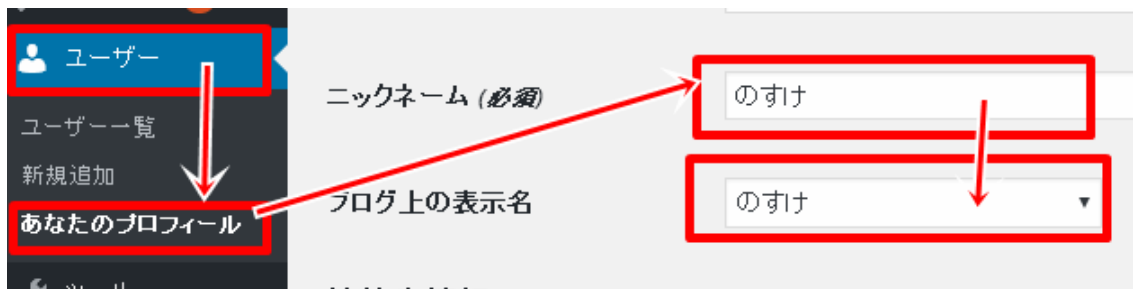 ユーザー
ユーザー一覧
新規追加
あなたのプロフィール
ニックネーム (必須)
のすけ
ブログ上の表示名
のすけ